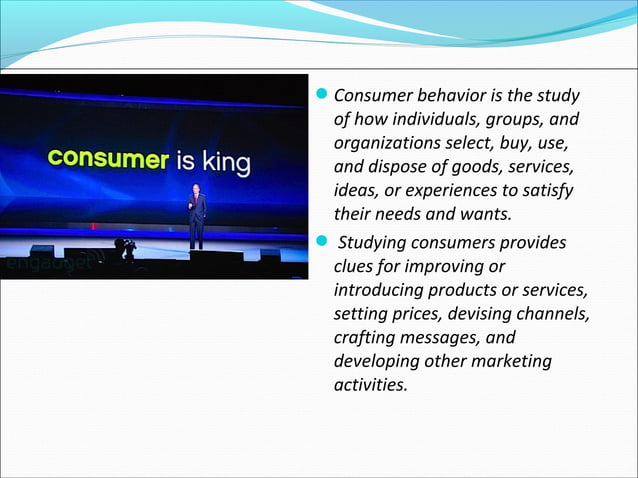 consumer is king
engadget
Consumer behavior is the study
of how individuals, groups, and
organizations select, buy, use,
and dispose of goods, services,
ideas, or experiences to satisfy
their needs and wants.
Studying consumers provides
clues for improving or
introducing products or services,
setting prices, devising channels,
crafting messages, and
developing other marketing
activities.